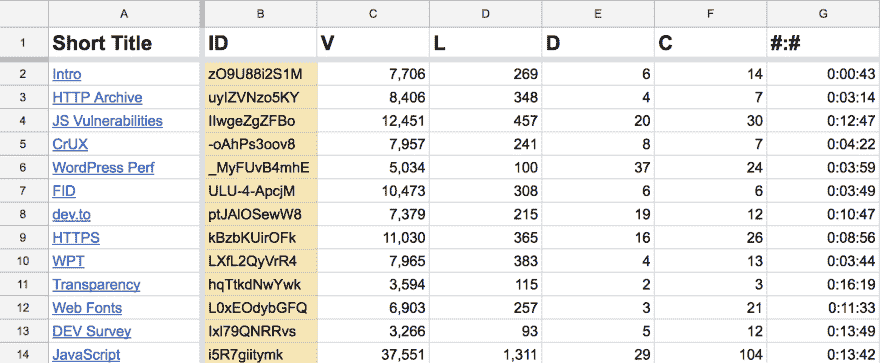 A B C D E F G
1 Short Title ID V L D C #:#
2 Intro zO9U88i2S1M 7,706 269 6 14 0:00:43
3 HTTP Archive uyIZVNzo5KY 8,406 348 4 7 0:03:14
4 JS Vulnerabilities IIwgeZgZFBo 12,451 457 20 30 0:12:47
5 CrUX -oAhPs3oov8 7,957 241 8 7 0:04:22
6 WordPress Perf _MyFUvB4mhE 5,034 100 37 24 0:03:59
7 FID ULU-4-ApcjM 10,473 308 6 6 0:03:49
8 dev.to ptJAlOSewW8 7,379 215 19 12 0:10:47
9 HTTPS kBzbKUirOFk 11,030 365 16 26 0:08:56
10 WPT LXfL2QyVrR4 7,965 383 4 13 0:03:44
11 Transparency hqTtkdNwYwk 3,594 115 2 3 0:16:19
12 Web Fonts L0xEOdybGFQ 6,903 257 3 21 0:11:33
13 DEV Survey IxI79QNRRvs 3,266 93 5 12 0:13:49
14 JavaScript i5R7giitymk 37,551 1,311 29 104 0:13:42